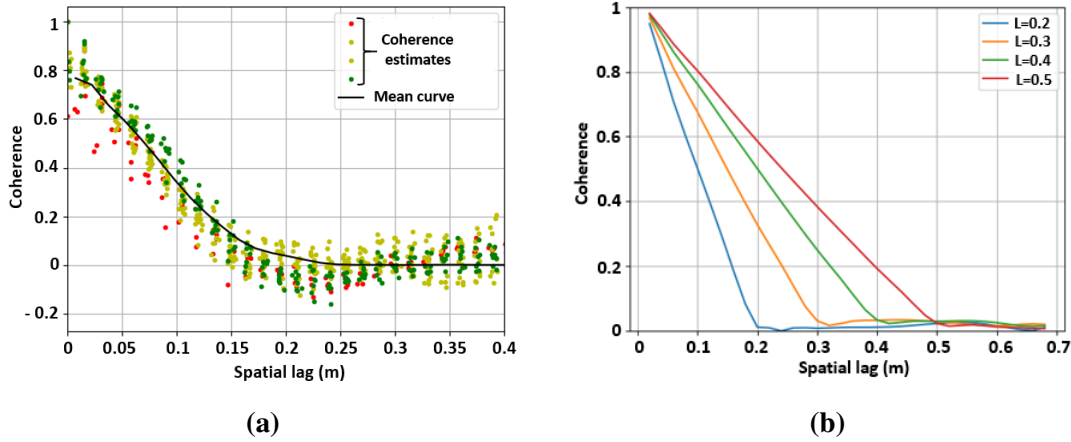 1
0.8
0.6
0.4
0.2
0
- 0.2
Coherence
0
0.05
0.1
0.15
0.2
0.25
0.3
0.35
0.4
Spatial lag (m)
Coherence
estimates
Mean curve
(a)
1
0.8
0.6
0.4
0.2
0
Coherence
0
0.1
0.2
0.3
0.4
0.5
0.6
0.7
Spatial lag (m)
L=0.2
L=0.3
L=0.4
L=0.5
(b)